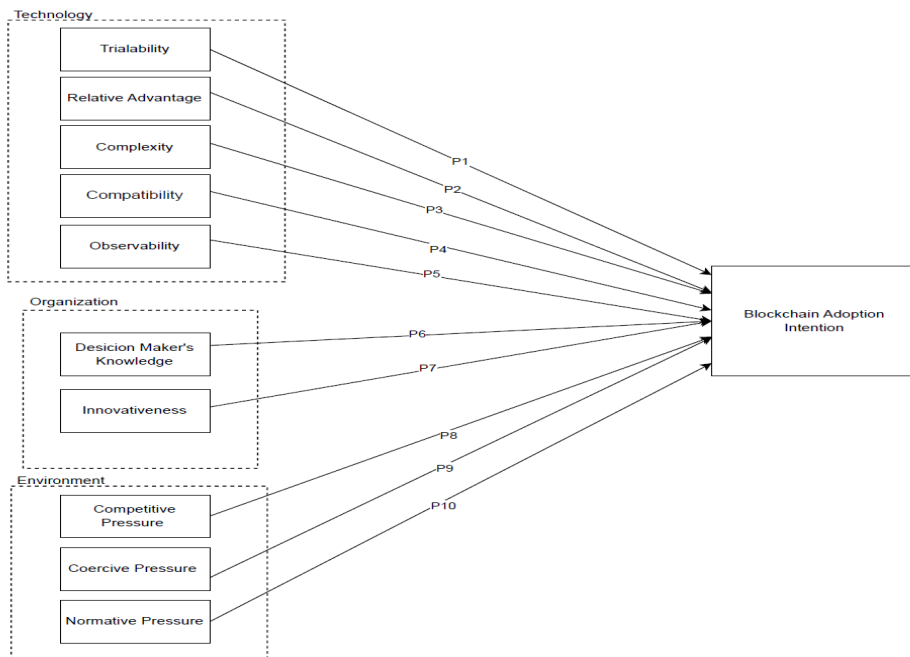 Technology
Trialability
Relative Advantage
Complexity
Compatibility
Observability
P1
P2
P3
P4
P5
Organization
Desicion Maker's
Knowledge
Innovativeness
P6
P7
Environment
Competitive
Pressure
Coercive Pressure
Normative Pressure
P8
P9
P10
Blockchain Adoption
Intention